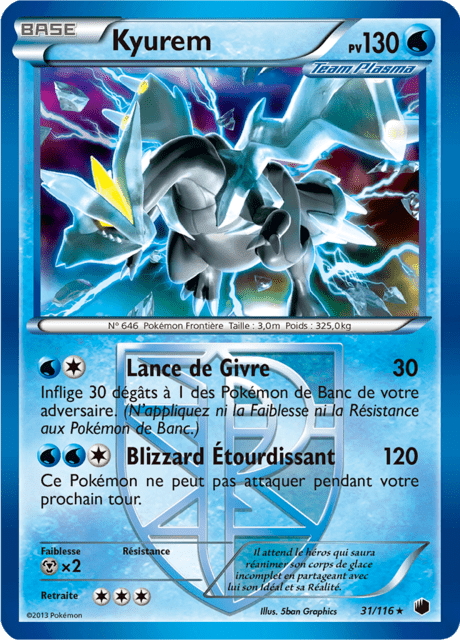 BASE
Kyurem
PV 130
Team Plasma
N° 646 Pokémon Frontière Taille : 3,0m Poids : 325,0kg
Lance de Givre 30
Inflige 30 dégâts à 1 des Pokémon de Banc de votre
adversaire. (N'appliquez ni la Faiblesse ni la Résistance
aux Pokémon de Banc.)
Blizzard Étourdissant 120
Ce Pokémon ne peut pas attaquer pendant votre
prochain tour.
Faiblesse Résistance
×2
Retraite
Il attend le héros qui saura
réanimer son corps de glace
incomplet en partageant avec
lui son Idéal et sa Réalité.
©2013 Pokémon
Illus. 5ban Graphics
31/116 ★